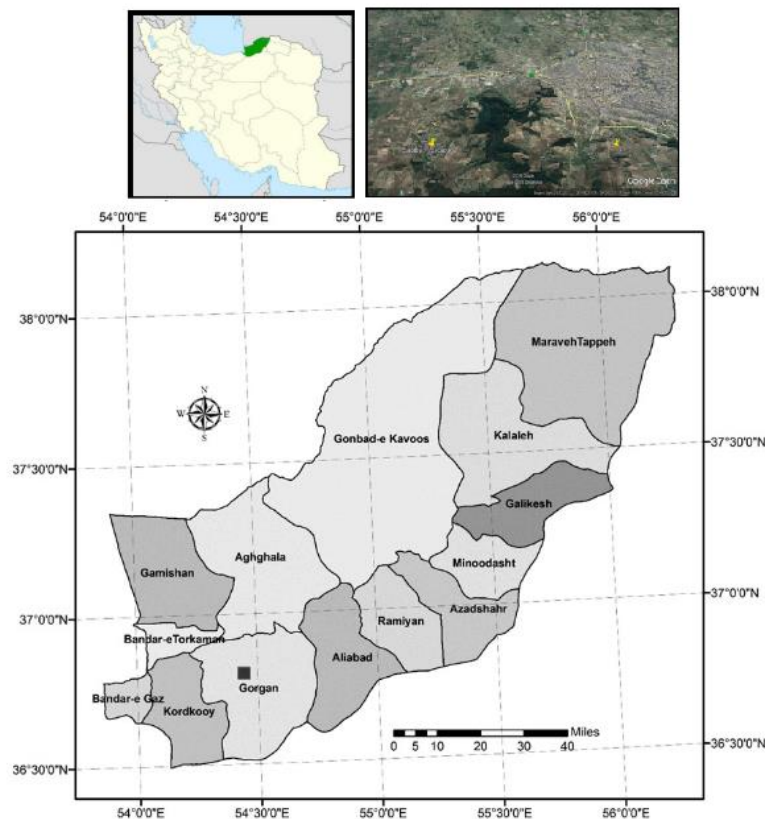 Google Earth
54°0'0"E 54°30'0"E 55°0'0"E 55°30'0"E 56°0'0"E
38°0'0"N 38°0'0"N
MaravehTappeh
N
W E
S
Gonbad-e Kavoos
Kalaleh
37°30'0"N 37°30'0"N
Galikesh
Aghghala
Minoodasht
Gamishan
37°0'0"N 37°0'0"N
Azadshahr
Ramiyan
Bandar-eTorkaman
Aliabad
Gorgan
Bandar-e Gaz
Kordkooy
Miles
0 5 10 20 30 40
36°30'0"N 36°30'0"N
54°0'0"E 54°30'0"E 55°0'0"E 55°30'0"E 56°0'0"E